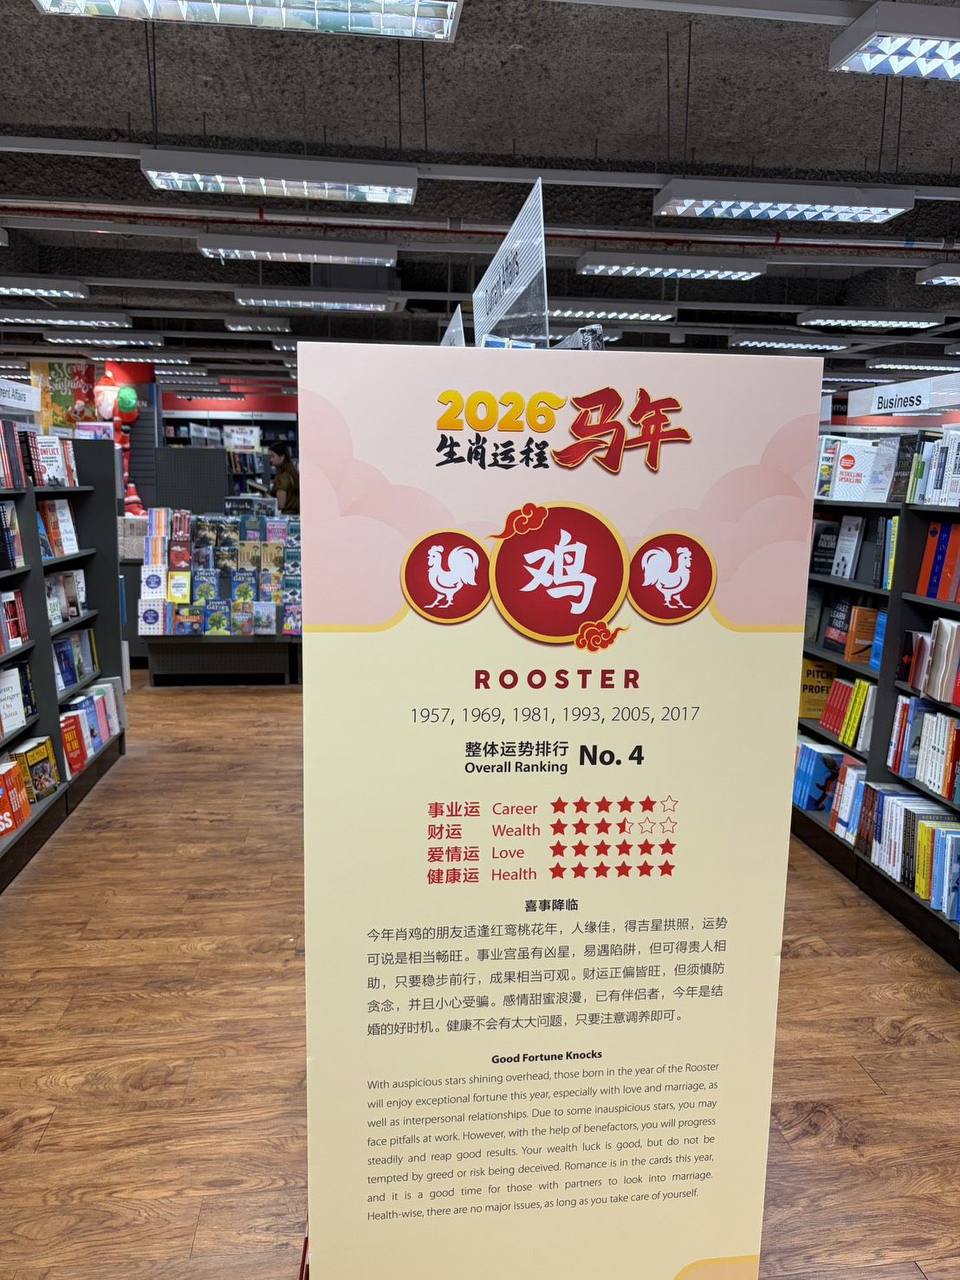 Current Affairs
2026
生肖运程
马年
鸡
ROOSTER
1957, 1969, 1981, 1993, 2005, 2017
整体运势排行
Overall Ranking
No. 4
事业运 Career
财运 Wealth
爱情运 Love
健康运 Health
喜事降临
今年肖鸡的朋友适逢红鸾桃花年，人缘佳，得吉星拱照，运势
可说是相当畅旺。事业宫虽有凶星，易遇陷阱，但可得贵人相
助，只要稳步前行，成果相当可观。财运正偏皆旺，但须慎防
贪念，并且小心受骗。感情甜蜜浪漫，已有伴侣者，今年是结
婚的好时机。健康不会有太大问题，只要注意调养即可。
Good Fortune Knocks
With auspicious stars shining overhead, those born in the year of the Rooster
will enjoy exceptional fortune this year, especially with love and marriage, as
well as interpersonal relationships. Due to some inauspicious stars, you may
face pitfalls at work. However, with the help of benefactors, you will progress
steadily and reap good results. Your wealth luck is good, but do not be
tempted by greed or risk being deceived. Romance is in the cards this year,
and it is a good time for those with partners to look into marriage.
Health-wise, there are no major issues, as long as you take care of yourself.
Business
PITCH
PROFIT